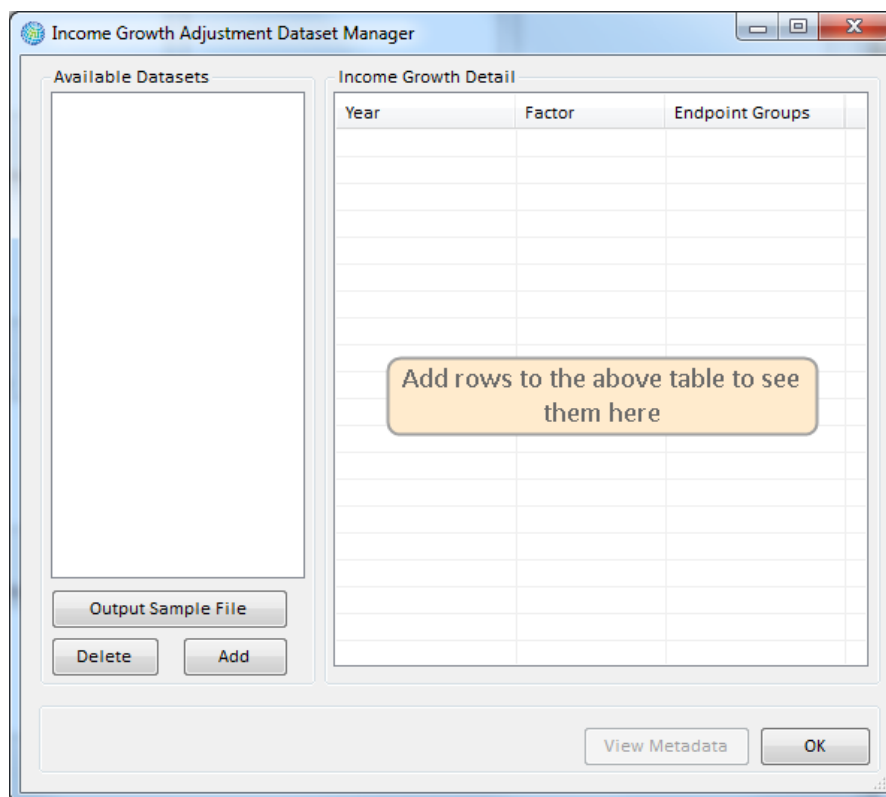 Income Growth Adjustment Dataset Manager
Available Datasets
Income Growth Detail
Year Factor Endpoint Groups
Add rows to the above table to see
them here
Output Sample File
Delete Add
View Metadata OK